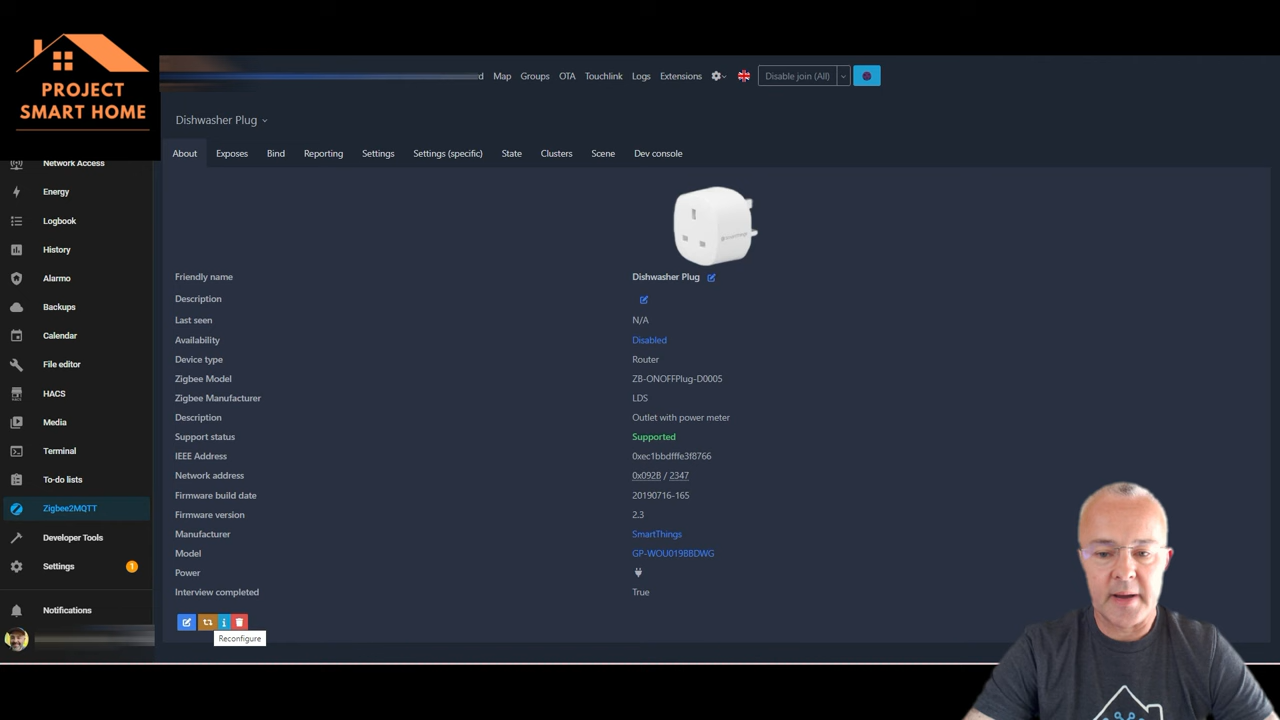 PROJECT
SMART HOME
d Map Groups OTA Touchlink Logs Extensions Disable join (All)
Dishwasher Plug
About Exposes Bind Reporting Settings Settings (specific) State Clusters Scene Dev console
Network Access
Energy
Logbook
History
Alarmo
Backups
Calendar
File editor
HACS
Media
Terminal
To-do lists
Zigbee2MQTT
Developer Tools
Settings 1
Notifications
Friendly name Dishwasher Plug
Description
Last seen N/A
Availability Disabled
Device type Router
Zigbee Model ZB-ONOFFPlug-D0005
Zigbee Manufacturer LDS
Description Outlet with power meter
Support status Supported
IEEE Address 0xec1bbdfffe3f8766
Network address 0x092B / 2347
Firmware build date 20190716-165
Firmware version 2.3
Manufacturer SmartThings
Model GP-WOU019BBDWG
Power
Interview completed True
Reconfigure